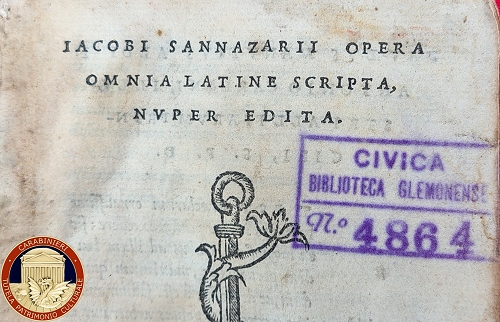 IACOBI SANNAZARII OPERA
OMNIA LATINE SCRIPTA,
NVPER EDITA.
CIVICA
BIBLIOTECA GLEMONENSE
N.o 4864
CARABINIERI
TUTELA PATRIMONIO CULTURALE